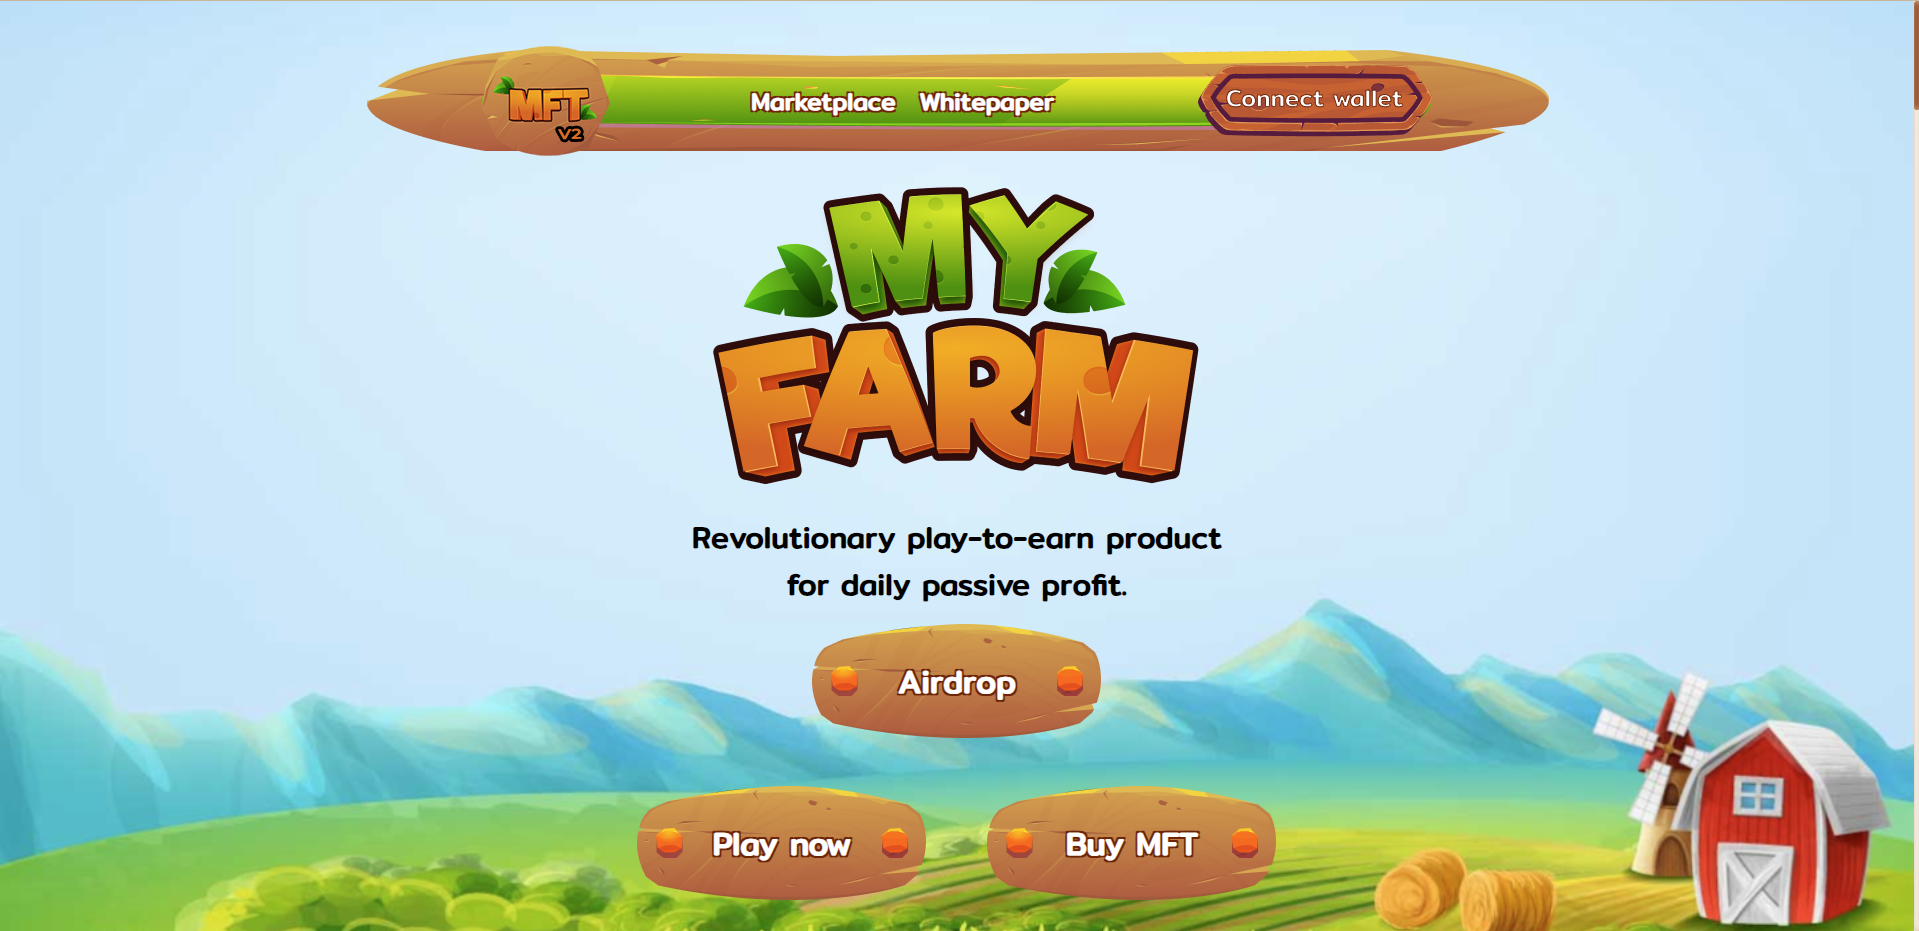 MFT
V2
Marketplace Whitepaper
Connect wallet
MY
FARM
Revolutionary play-to-earn product
for daily passive profit.
Airdrop
Play now
Buy MFT